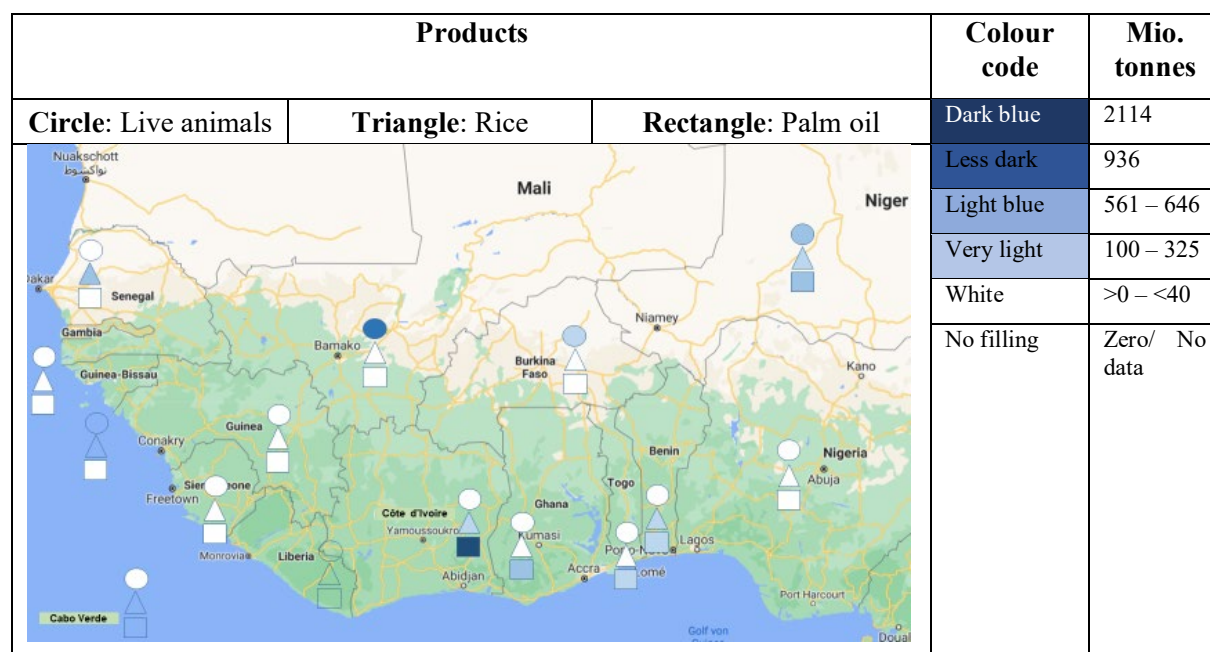 Products
Colour code
Mio. tonnes
Circle: Live animals
Triangle: Rice
Rectangle: Palm oil
Dark blue
2114
Less dark
936
Light blue
561 – 646
Very light
100 – 325
White
>0 – <40
No filling
Zero/ No data
Nuakschott
نواكشوط
Mali
Niger
Dakar
Senegal
Gambia
Bamako
Niamey
Burkina
Faso
Kano
Guinea-Bissau
Guinea
Conakry
Benin
Nigeria
Abuja
Freetown
Togo
Ghana
Côte d'Ivoire
Yamoussoukro
Kumasi
Lagos
Monrovia
Liberia
Abidjan
Accra
Port Harcourt
Cabo Verde
Golf von